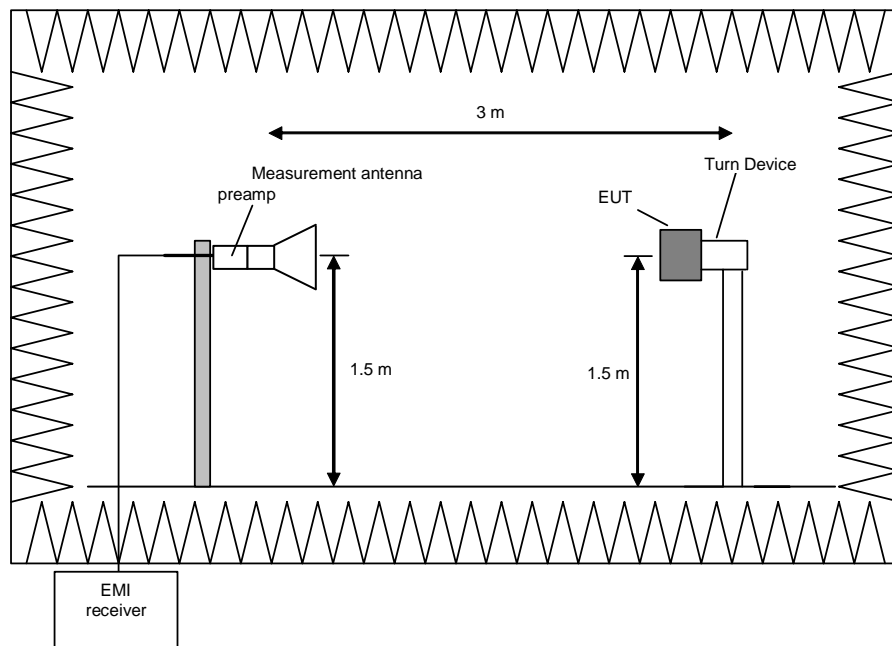 3 m
Measurement antenna
preamp
Turn Device
EUT
1.5 m
1.5 m
EMI
receiver